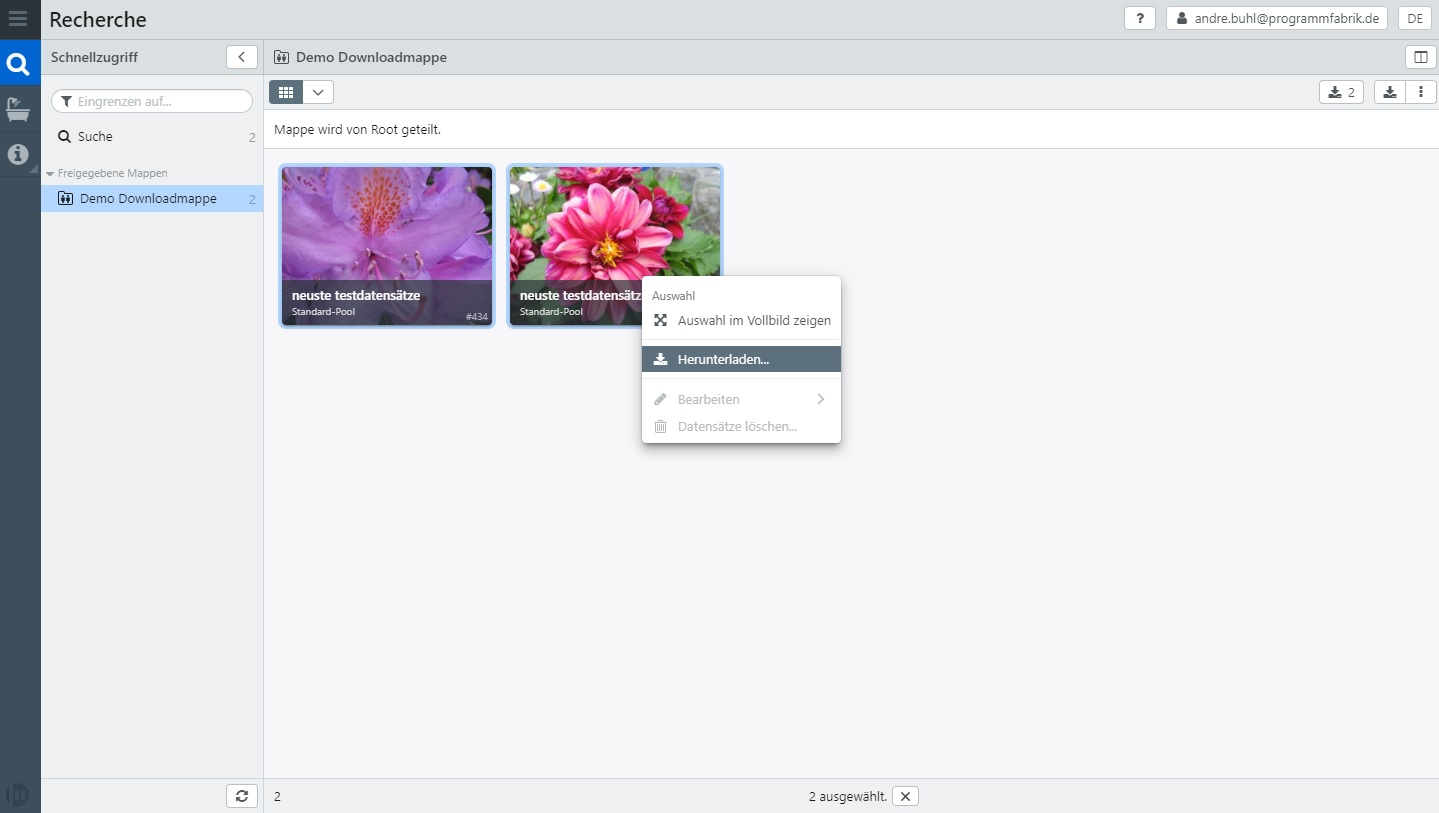 Recherche
?
andre.buhl@programmfabrik.de
DE
Schnellzugriff
Demo Downloadmappe
Eingrenzen auf...
2
Suche
2
Mappe wird von Root geteilt.
Freigegebene Mappen
Demo Downloadmappe
2
neuste testdatensätze
Standard-Pool
#434
neuste testdatensätz
Standard-Pool
Auswahl
Auswahl im Vollbild zeigen
Herunterladen...
Bearbeiten
Datensätze löschen...
2
2 ausgewählt.